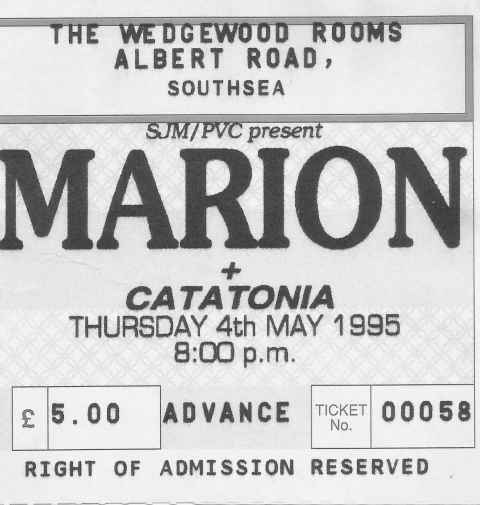 THE WEDGEWOOD ROOMS
ALBERT ROAD,
SOUTHSEA
SJM/PVC present
MARION
+
CATATONIA
THURSDAY 4th MAY 1995
8:00 p.m.
£ 5.00 ADVANCE TICKET No. 00058
RIGHT OF ADMISSION RESERVED